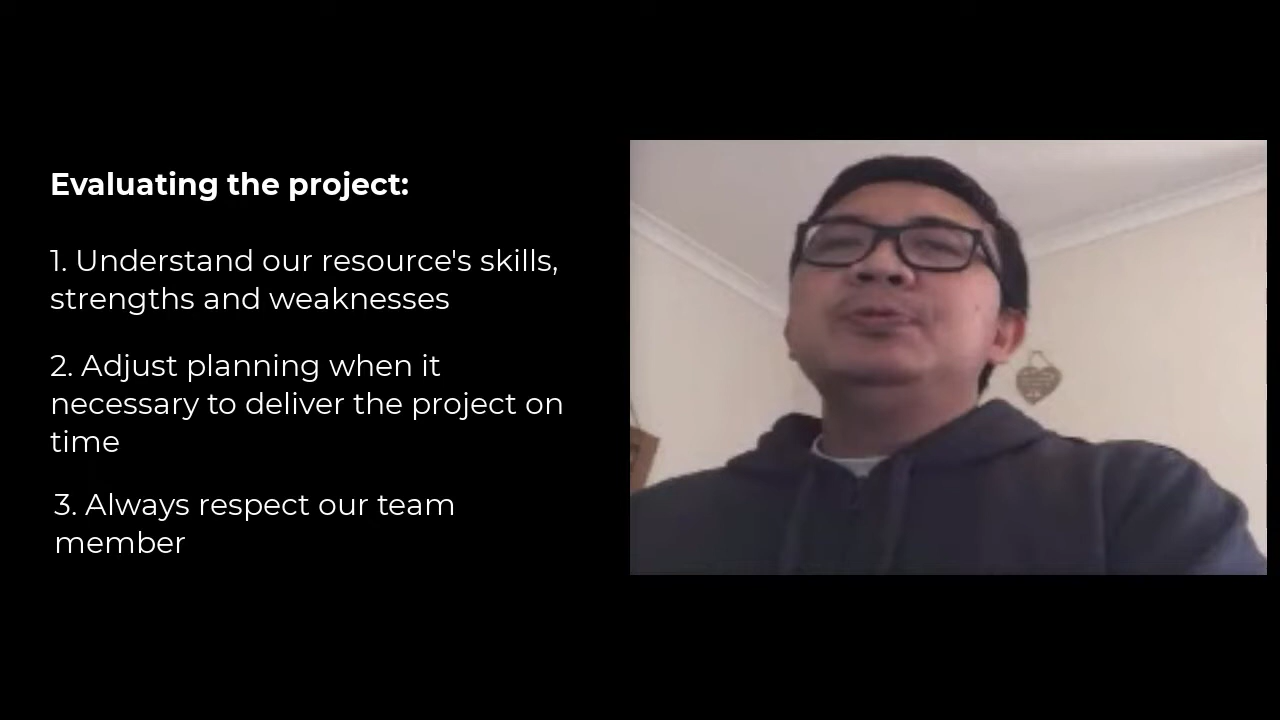 Evaluating the project:
1. Understand our resource's skills,
strengths and weaknesses
2. Adjust planning when it
necessary to deliver the project on
time
3. Always respect our team
member